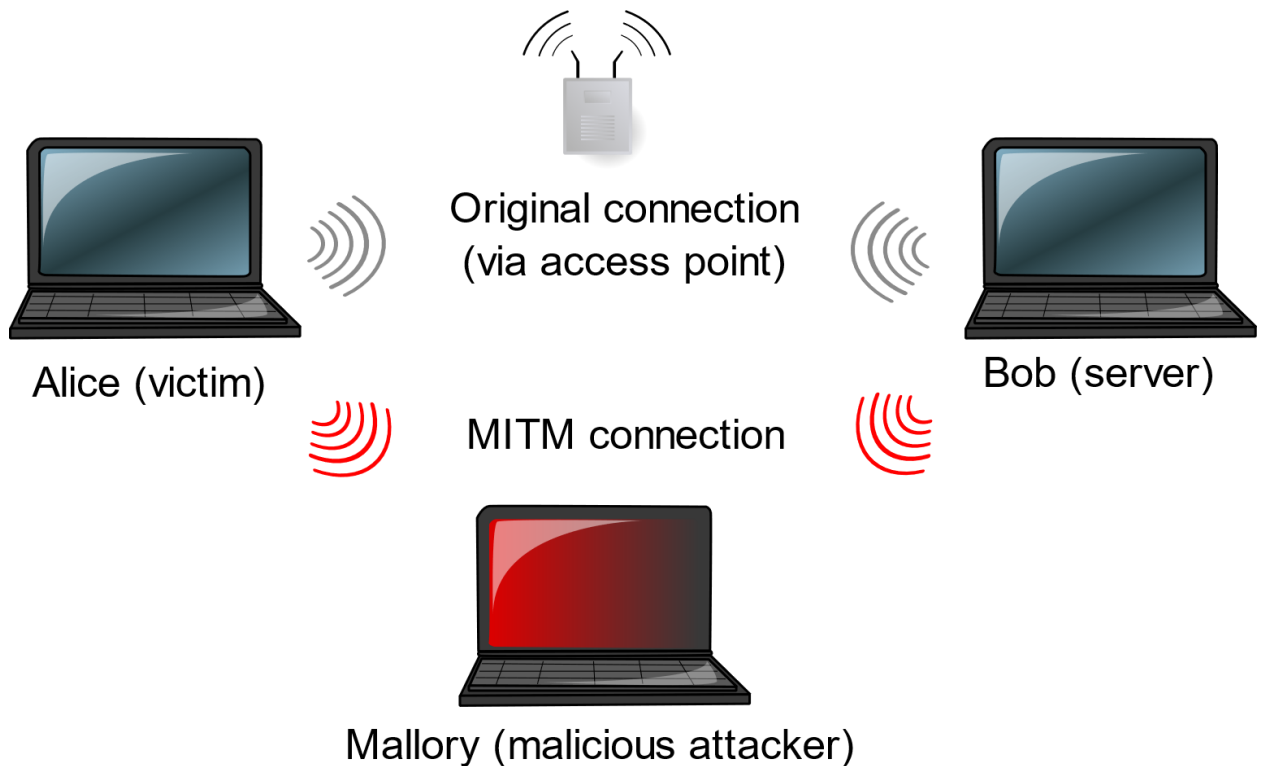 Original connection
(via access point)
Alice (victim)
Bob (server)
MITM connection
Mallory (malicious attacker)